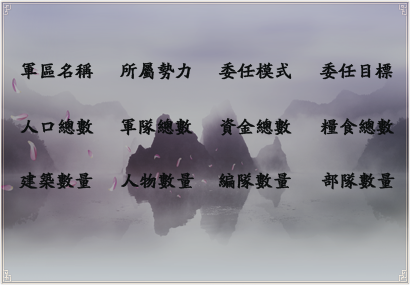 軍區名稱 所屬勢力 委任模式 委任目標
人口總數 軍隊總數 資金總數 糧食總數
建築數量 人物數量 編隊數量 部隊數量